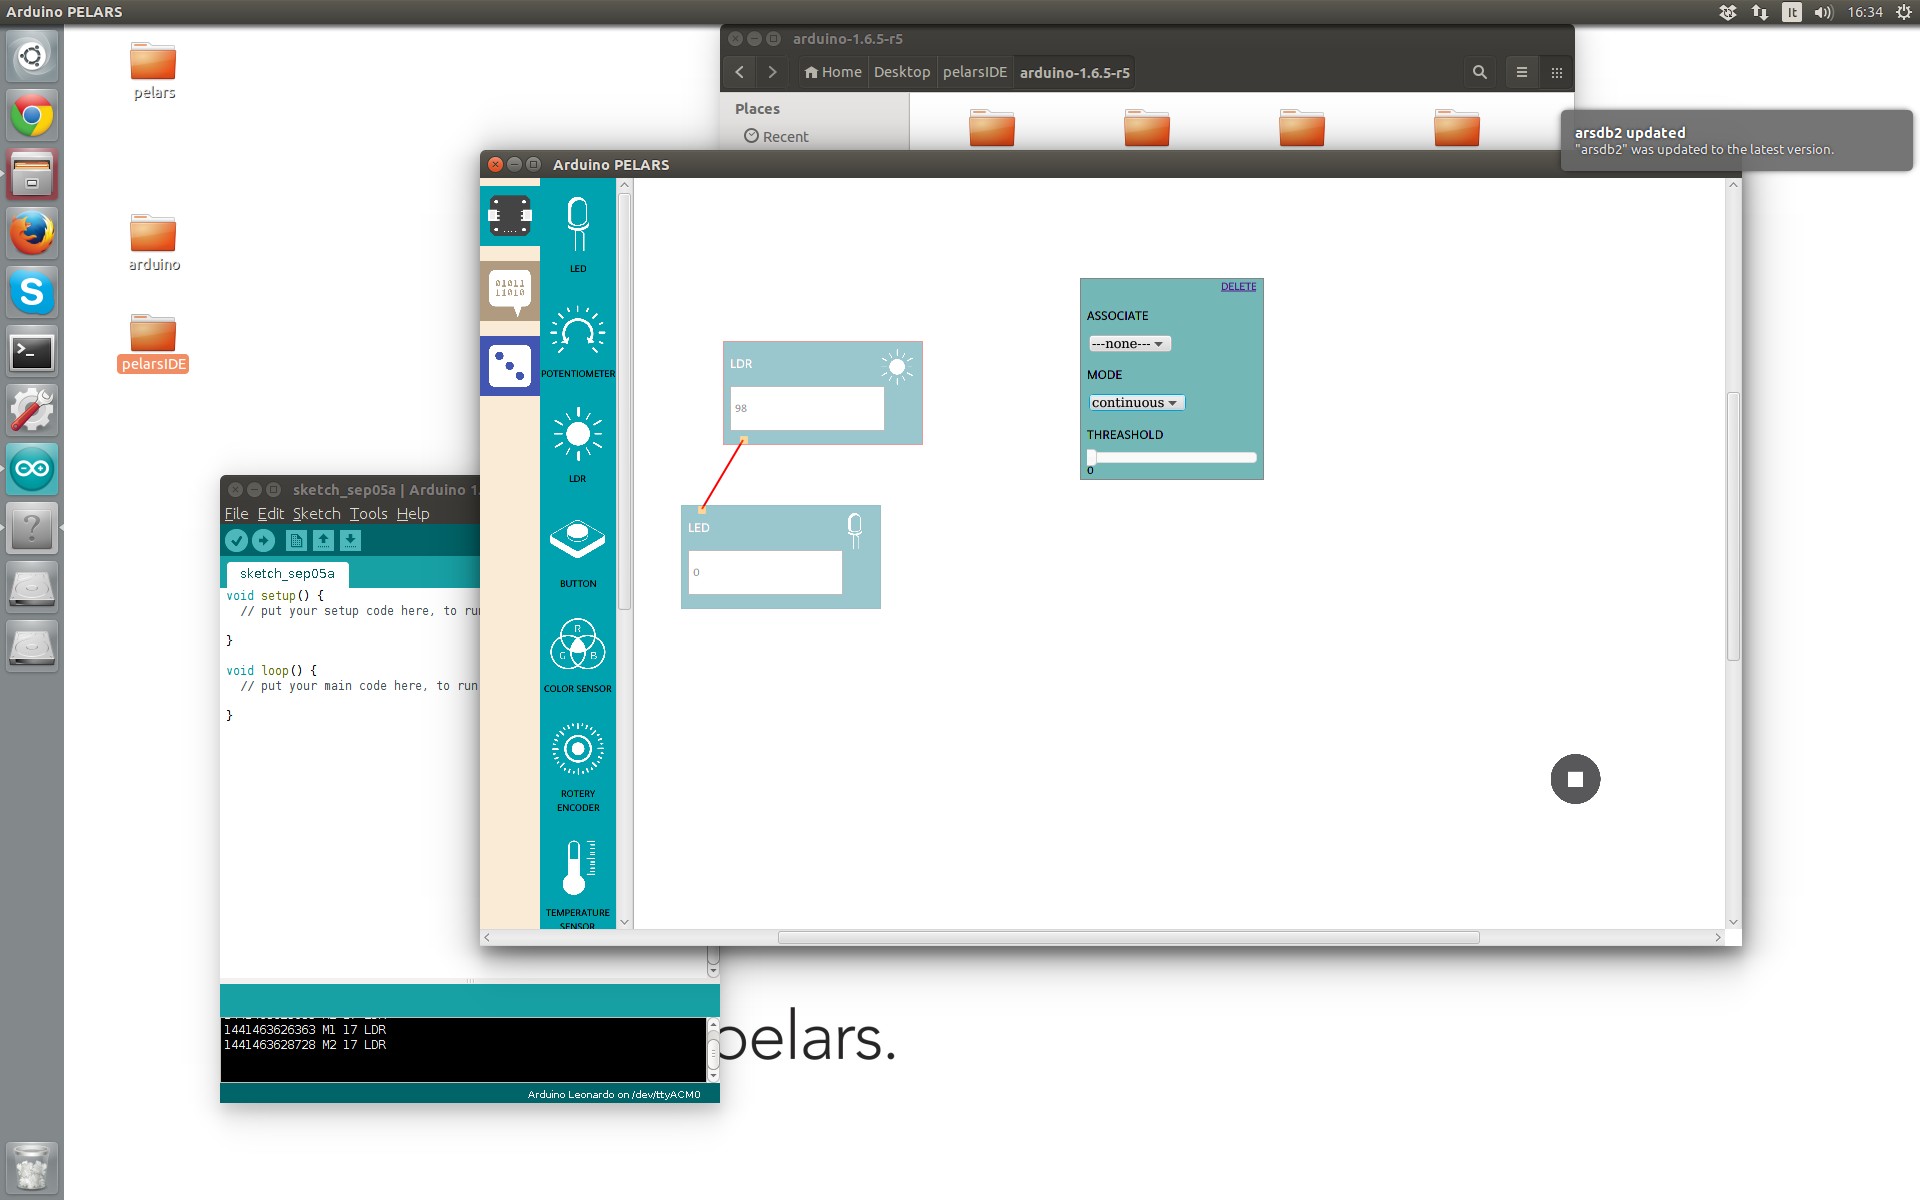 Arduino PELARS
It
16:34
pelars
arduino
pelarsIDE
arduino-1.6.5-r5
Home
Desktop
pelarsIDE
arduino-1.6.5-r5
Places
Recent
arsdb2 updated
"arsdb2" was updated to the latest version.
Arduino PELARS
01011
11010
LED
POTENTIOMETER
LDR
BUTTON
R
G
B
COLOR SENSOR
ROTERY
ENCODER
TEMPERATURE
SENSOR
LDR
98
LED
0
DELETE
ASSOCIATE
---none---
MODE
continuous
THREASHOLD
0
sketch_sep05a | Arduino 1.
File Edit Sketch Tools Help
sketch_sep05a
void setup() {
// put your setup code here, to ru
}
void loop() {
// put your main code here, to run
}
1441463626363 M1 17 LDR
1441463628728 M2 17 LDR
Arduino Leonardo on /dev/ttyACM0
pelars.